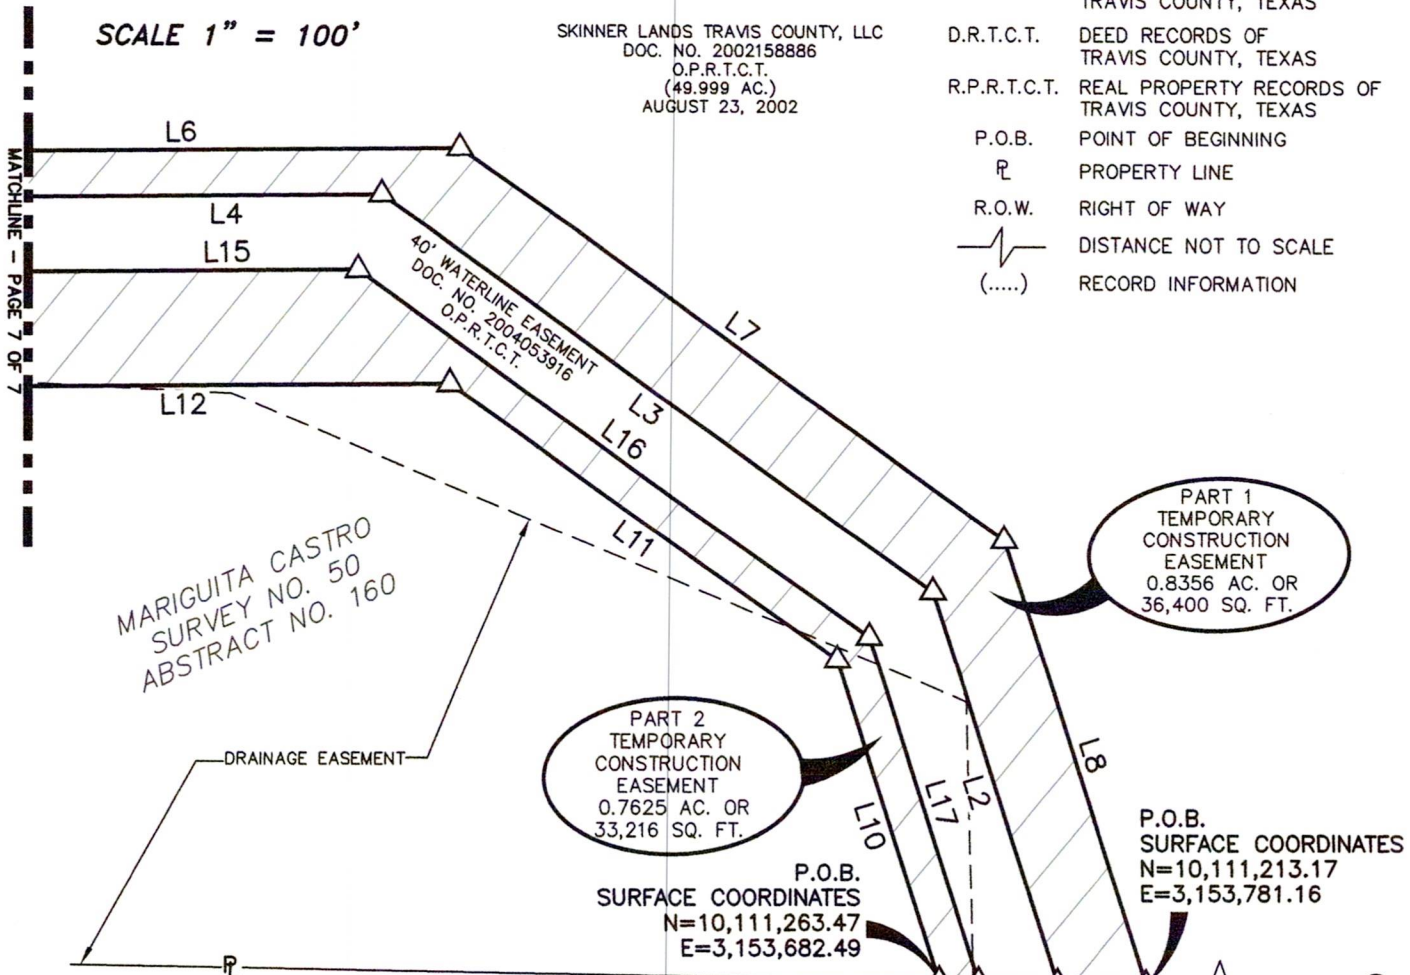 SCALE 1" = 100'
SKINNER LANDS TRAVIS COUNTY, LLC
DOC. NO. 2002158886
O.P.R.T.C.T.
(49.999 AC.)
AUGUST 23, 2002
TRAVIS COUNTY, TEXAS
D.R.T.C.T. DEED RECORDS OF
TRAVIS COUNTY, TEXAS
R.P.R.T.C.T. REAL PROPERTY RECORDS OF
TRAVIS COUNTY, TEXAS
P.O.B. POINT OF BEGINNING
PL PROPERTY LINE
R.O.W. RIGHT OF WAY
DISTANCE NOT TO SCALE
(.....) RECORD INFORMATION
MATCHLINE – PAGE 7 OF 7
L6
L4
L15
L12
40' WATERLINE EASEMENT
DOC. NO. 2004053916
O.P.R.T.C.T.
L7
L3
L16
L11
MARIGUITA CASTRO
SURVEY NO. 50
ABSTRACT NO. 160
PART 1
TEMPORARY
CONSTRUCTION
EASEMENT
0.8356 AC. OR
36,400 SQ. FT.
DRAINAGE EASEMENT
PART 2
TEMPORARY
CONSTRUCTION
EASEMENT
0.7625 AC. OR
33,216 SQ. FT.
L10
L17
L2
L8
P.O.B.
SURFACE COORDINATES
N=10,111,213.17
E=3,153,781.16
P.O.B.
SURFACE COORDINATES
N=10,111,263.47
E=3,153,682.49
PL